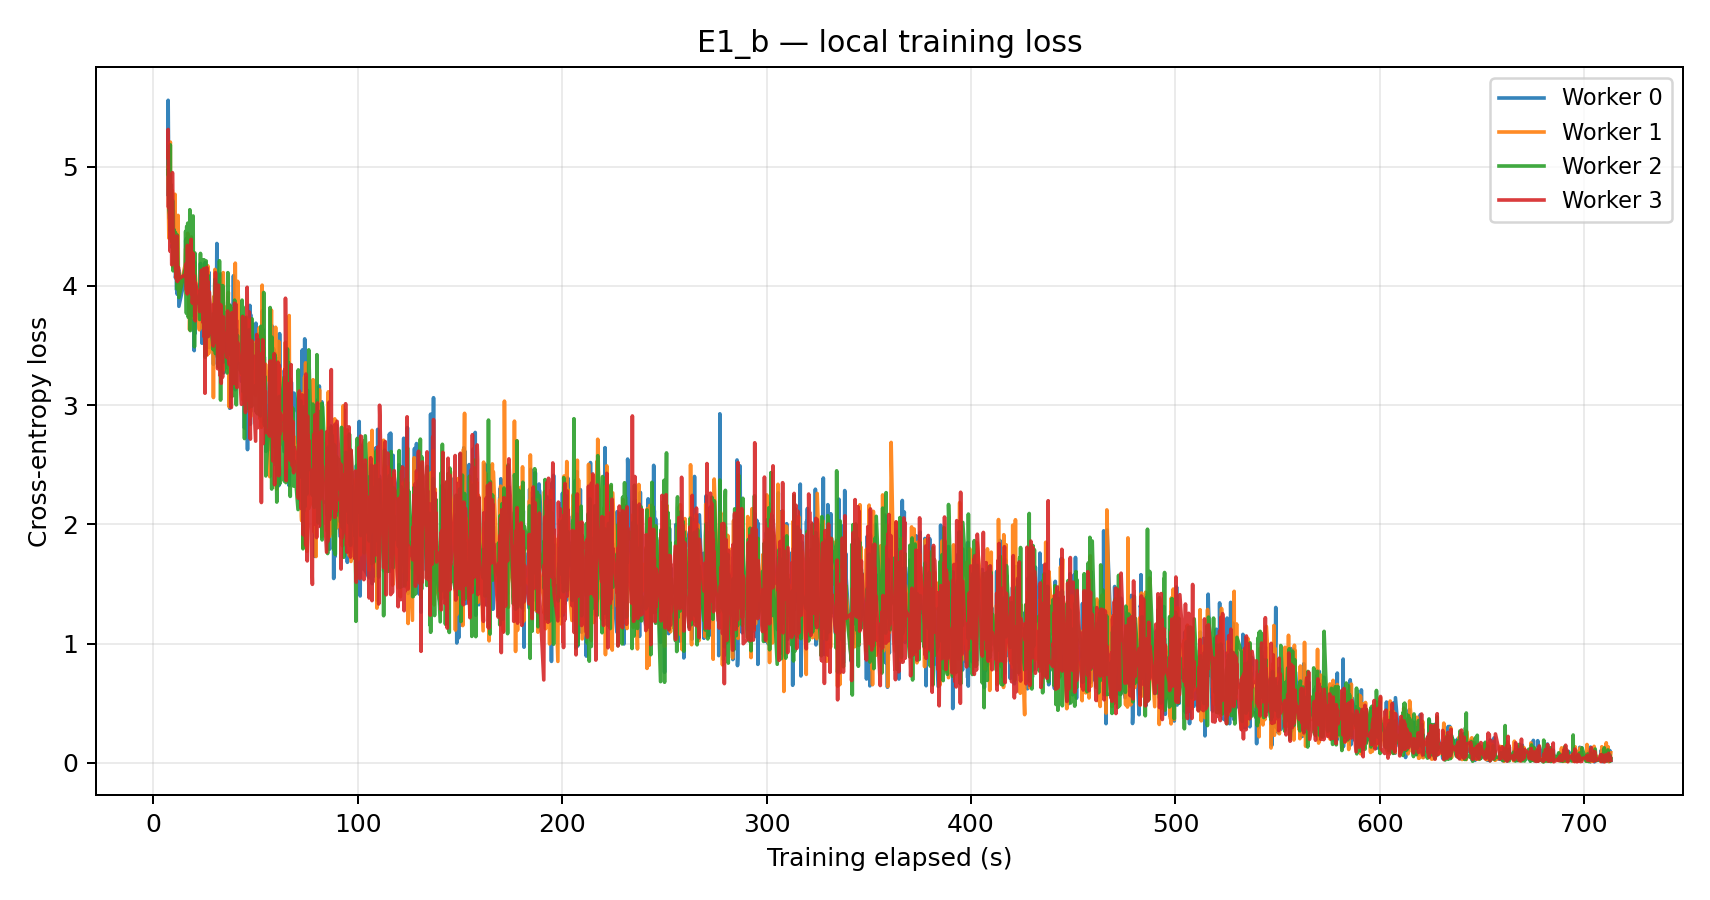 E1_b — local training loss
Worker 0
Worker 1
Worker 2
Worker 3
Cross-entropy loss
5
4
3
2
1
0
0 100 200 300 400 500 600 700
Training elapsed (s)